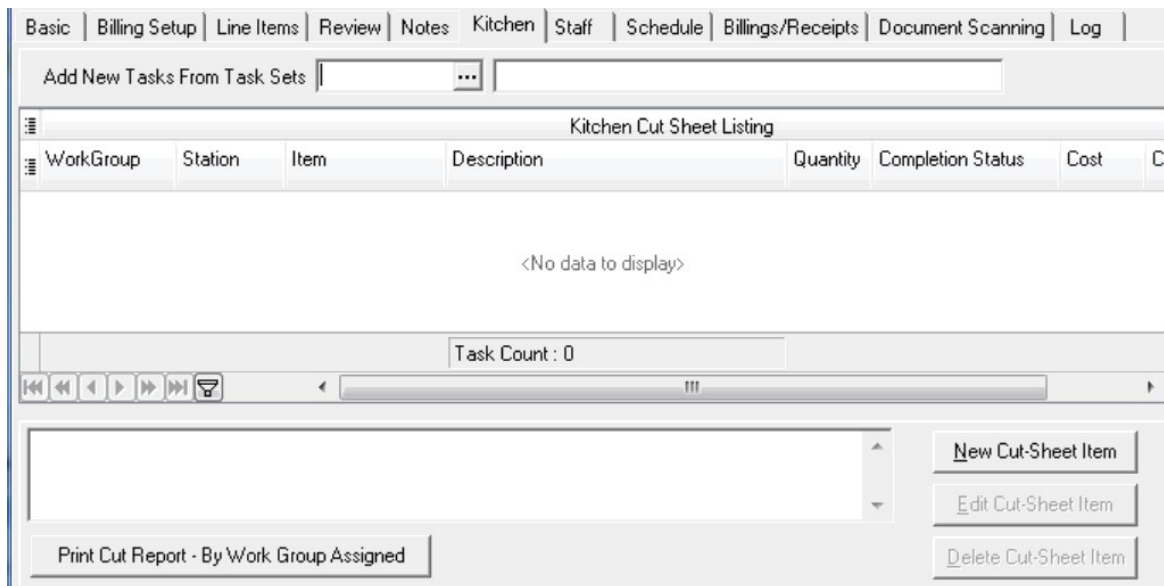 Basic Billing Setup Line Items Review Notes Kitchen Staff Schedule Billings/Receipts Document Scanning Log
Add New Tasks From Task Sets ...
Kitchen Cut Sheet Listing
WorkGroup Station Item Description Quantity Completion Status Cost C
<No data to display>
Task Count : 0
New Cut-Sheet Item
Edit Cut-Sheet Item
Print Cut Report - By Work Group Assigned
Delete Cut-Sheet Item